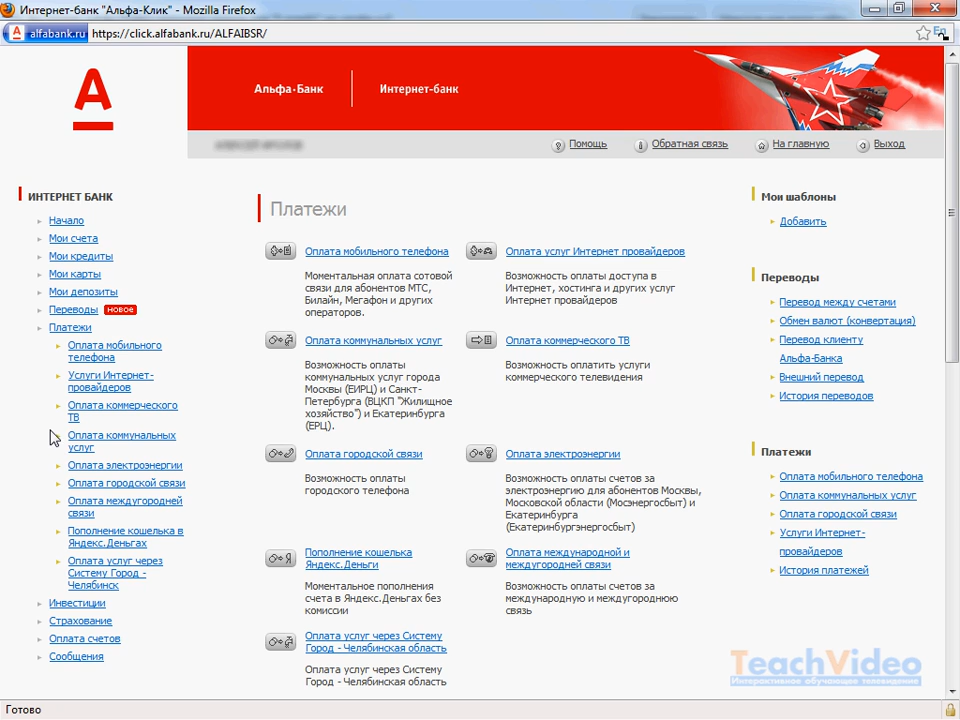 Интернет-банк "Альфа-Клик" - Mozilla Firefox
alfabank.ru
https://click.alfabank.ru/ALFAIBSR/
А
Альфа·Банк
Интернет-банк
Помощь
Обратная связь
На главную
Выход
ИНТЕРНЕТ БАНК
Начало
Мои счета
Мои кредиты
Мои карты
Мои депозиты
Переводы новое
Платежи
Оплата мобильного
телефона
Услуги Интернет-
провайдеров
Оплата коммерческого
ТВ
Оплата коммунальных
услуг
Оплата электроэнергии
Оплата городской связи
Оплата междугородней
связи
Пополнение кошелька в
Яндекс.Деньгах
Оплата услуг через
Систему Город -
Челябинск
Инвестиции
Страхование
Оплата счетов
Сообщения
Платежи
Оплата мобильного телефона
Моментальная оплата сотовой
связи для абонентов МТС,
Билайн, Мегафон и других
операторов.
Оплата услуг Интернет провайдеров
Возможность оплаты доступа в
Интернет, хостинга и других услуг
Интернет провайдеров
Оплата коммунальных услуг
Возможность оплаты
коммунальных услуг города
Москвы (ЕИРЦ) и Санкт-
Петербурга (ВЦКП "Жилищное
хозяйство") и Екатеринбурга
(ЕРЦ).
Оплата коммерческого ТВ
Возможность оплатить услуги
коммерческого телевидения
Оплата городской связи
Возможность оплаты
городского телефона
Оплата электроэнергии
Возможность оплаты счетов за
электроэнергию для абонентов Москвы,
Московской области (Мосэнергосбыт) и
Екатеринбурга
(Екатеринбургэнергосбыт)
Пополнение кошелька
Яндекс.Деньги
Моментальное пополнения
счета в Яндекс.Деньгах без
комиссии
Оплата международной и
междугородней связи
Возможность оплаты счетов за
международную и междугороднюю
связь
Оплата услуг через Систему
Город - Челябинская область
Оплата услуг через Систему
Город - Челябинская область
Мои шаблоны
Добавить
Переводы
Перевод между счетами
Обмен валют (конвертация)
Перевод клиенту
Альфа-Банка
Внешний перевод
История переводов
Платежи
Оплата мобильного телефона
Оплата коммунальных услуг
Оплата городской связи
Услуги Интернет-
провайдеров
История платежей
TeachVideo
Интерактивное обучающее телевидение
Готово